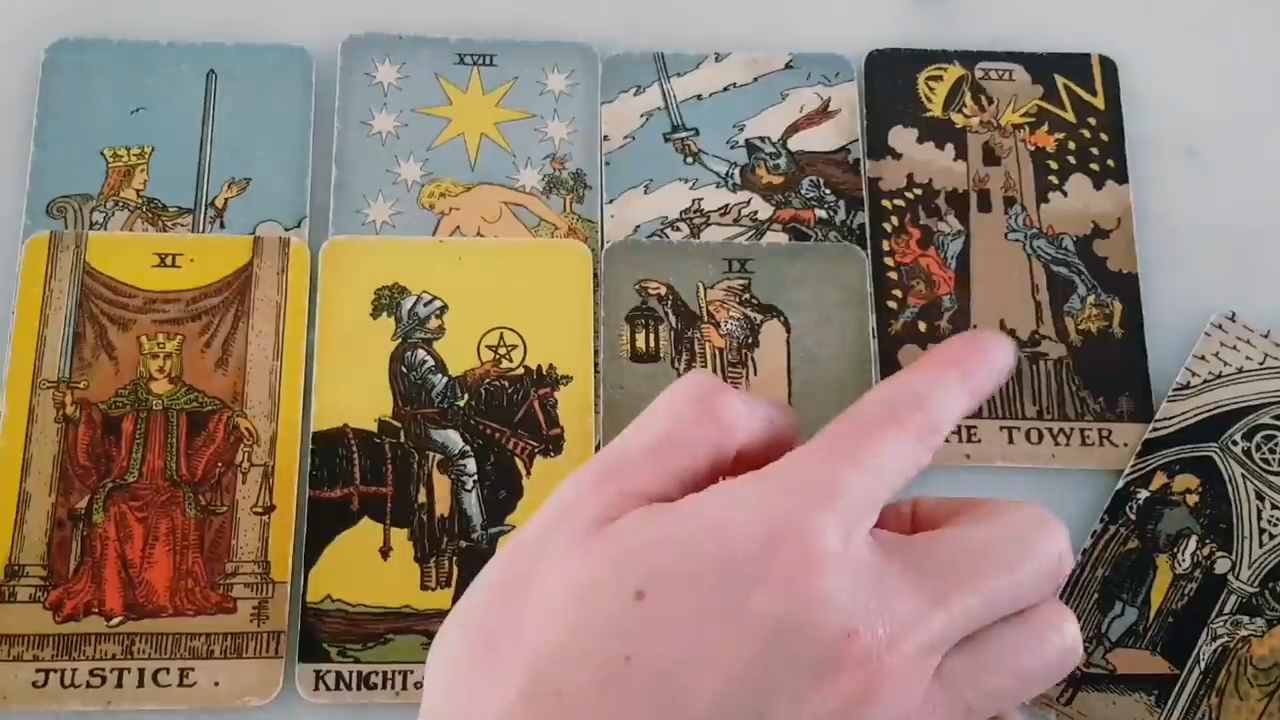 XVII
XVI
XI.
IX
HE TOWER.
JUSTICE.
KNIGHT